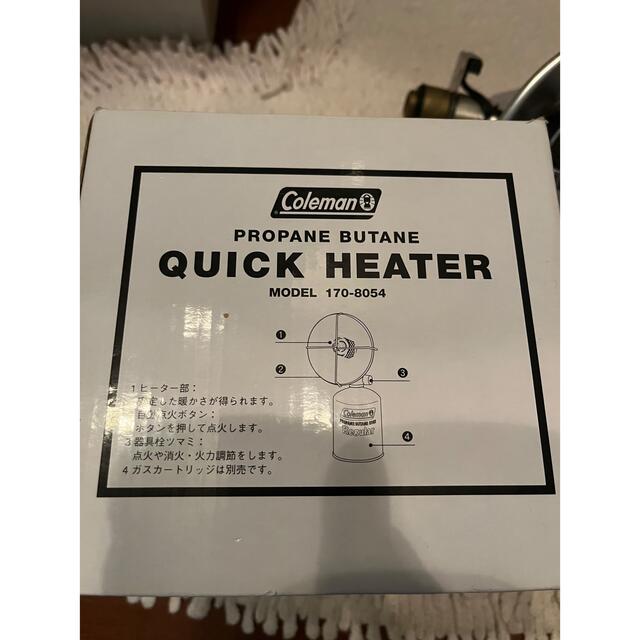 Coleman
PROPANE BUTANE
QUICK HEATER
MODEL 170-8054
1
2
3
4
Coleman
PROPANE BUTANE
Regular
1 ヒーター部：
した暖かさが得られます。
点火ボタン：
ボタンを押して点火します。
3 器具栓ツマミ：
点火や消火・火力調節をします。
4 ガスカートリッジは別売です。